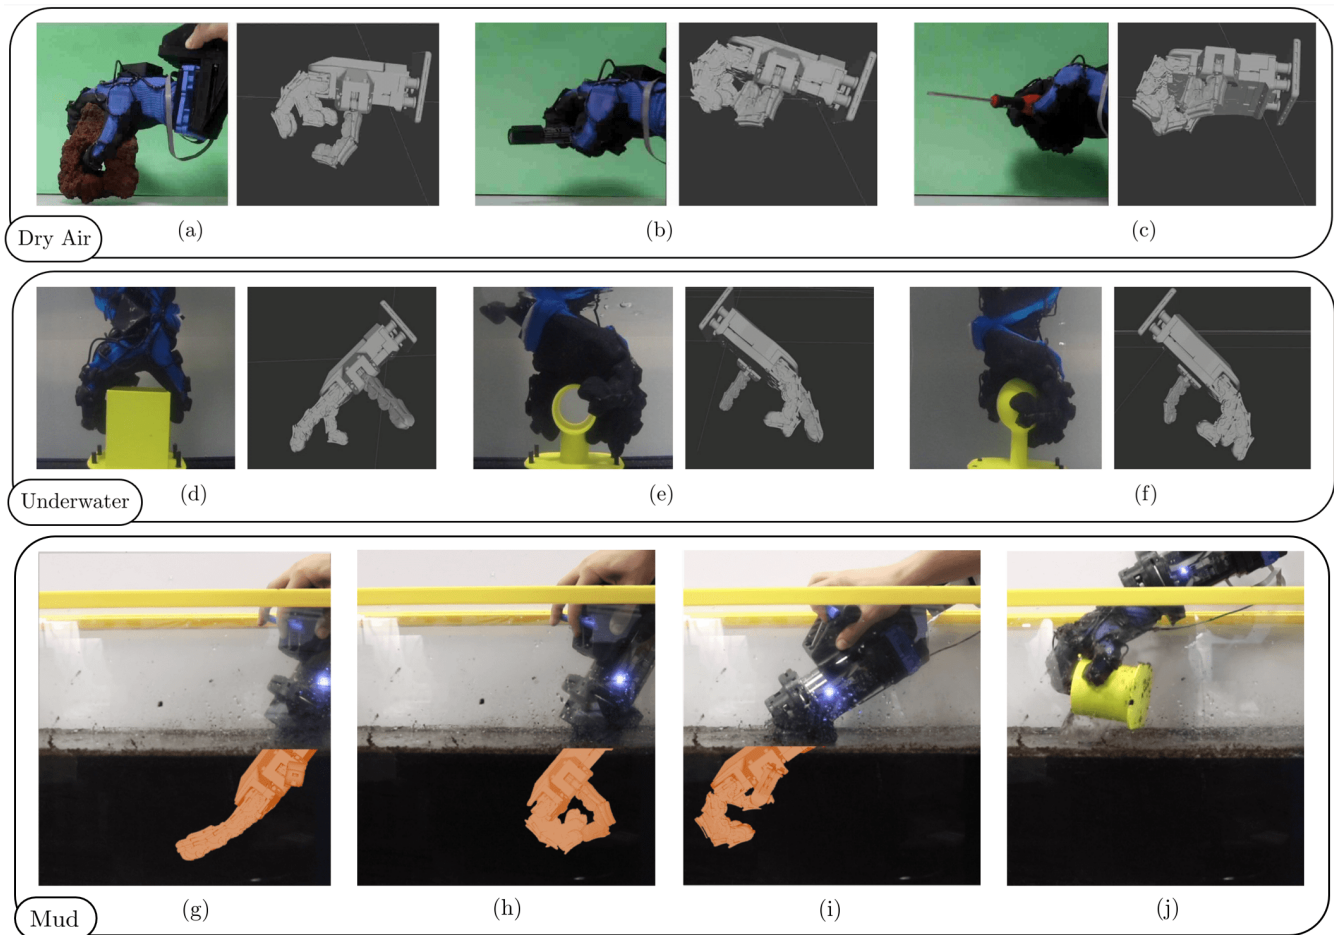 (a)
(b)
(c)
Dry Air
(d)
(e)
(f)
Underwater
(g)
(h)
(i)
(j)
Mud